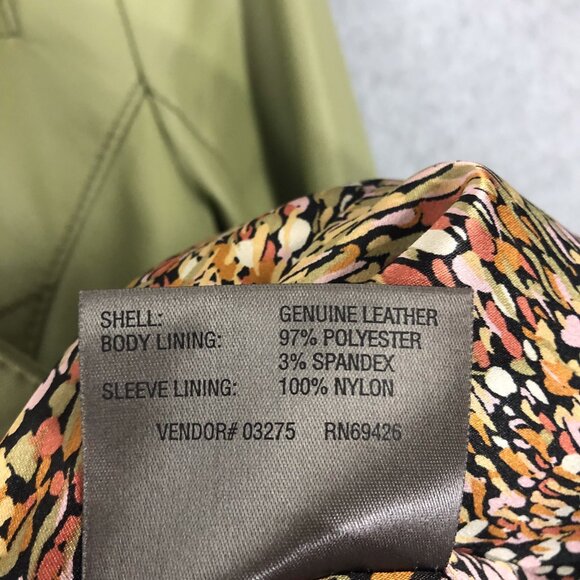 SHELL: GENUINE LEATHER
BODY LINING: 97% POLYESTER
3% SPANDEX
SLEEVE LINING: 100% NYLON
VENDOR# 03275 RN69426